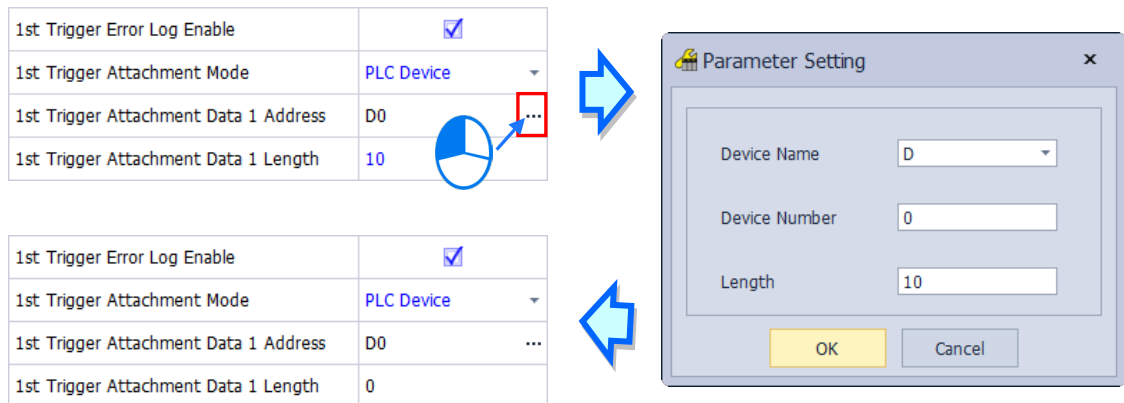 1st Trigger Error Log Enable
1st Trigger Attachment Mode PLC Device
1st Trigger Attachment Data 1 Address D0 ...
1st Trigger Attachment Data 1 Length 10
Parameter Setting x
Device Name D
Device Number 0
Length 10
OK Cancel
1st Trigger Error Log Enable
1st Trigger Attachment Mode PLC Device
1st Trigger Attachment Data 1 Address D0 ...
1st Trigger Attachment Data 1 Length 0